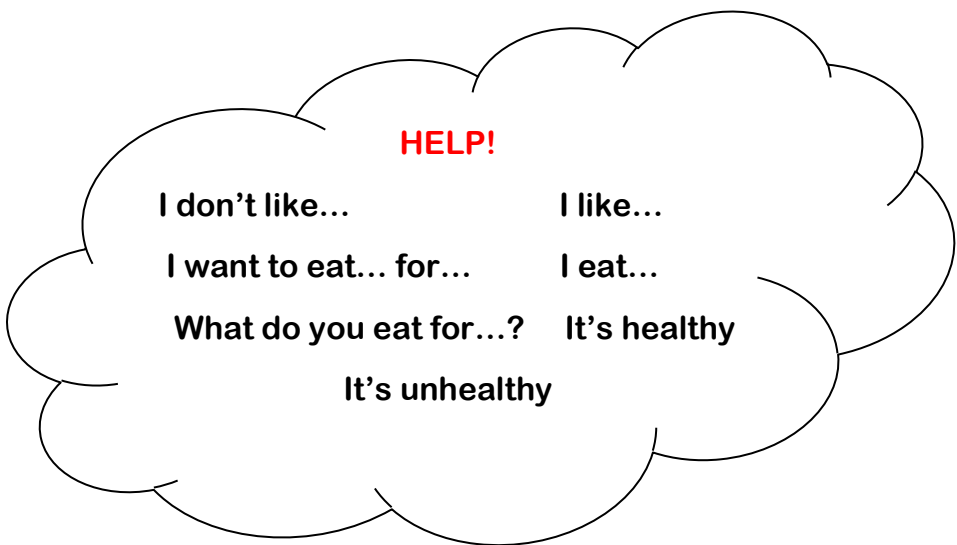 HELP!
I don’t like… I like…
I want to eat… for… I eat…
What do you eat for…? It’s healthy
It’s unhealthy